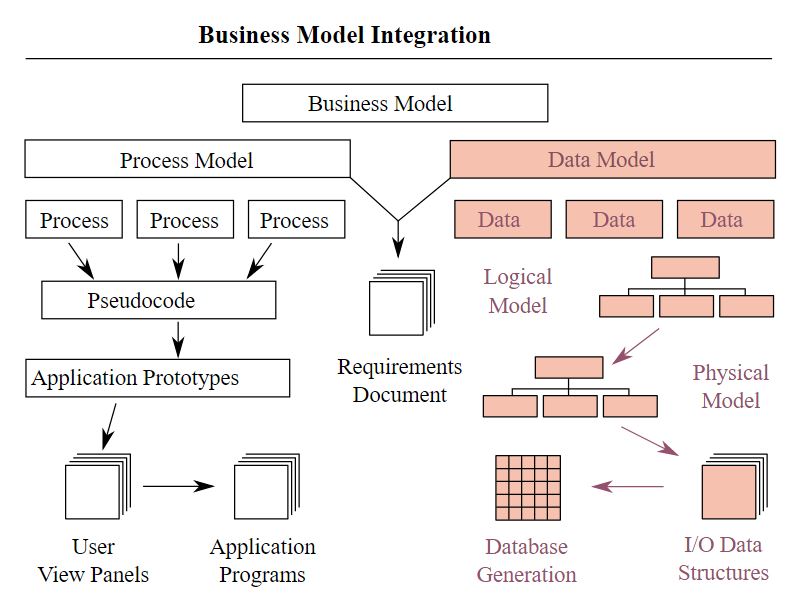 Business Model Integration
Business Model
Process Model
Data Model
Process
Process
Process
Data
Data
Data
Logical
Model
Pseudocode
Requirements
Document
Physical
Model
Application Prototypes
User
View Panels
Application
Programs
Database
Generation
I/O Data
Structures